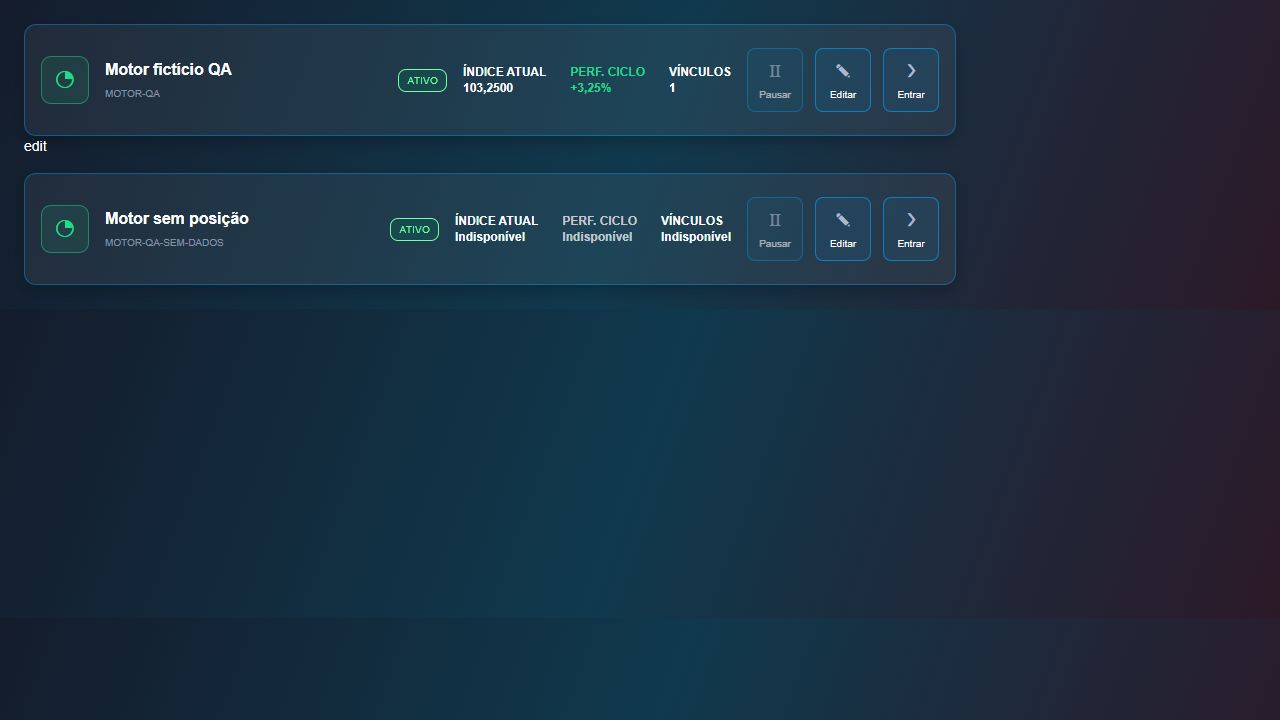 Motor fictício QA
MOTOR-QA
ATIVO
ÍNDICE ATUAL
103,2500
PERF. CICLO
+3,25%
VÍNCULOS
1
Pausar
Editar
Entrar
edit
Motor sem posição
MOTOR-QA-SEM-DADOS
ATIVO
ÍNDICE ATUAL
Indisponível
PERF. CICLO
Indisponível
VÍNCULOS
Indisponível
Pausar
Editar
Entrar